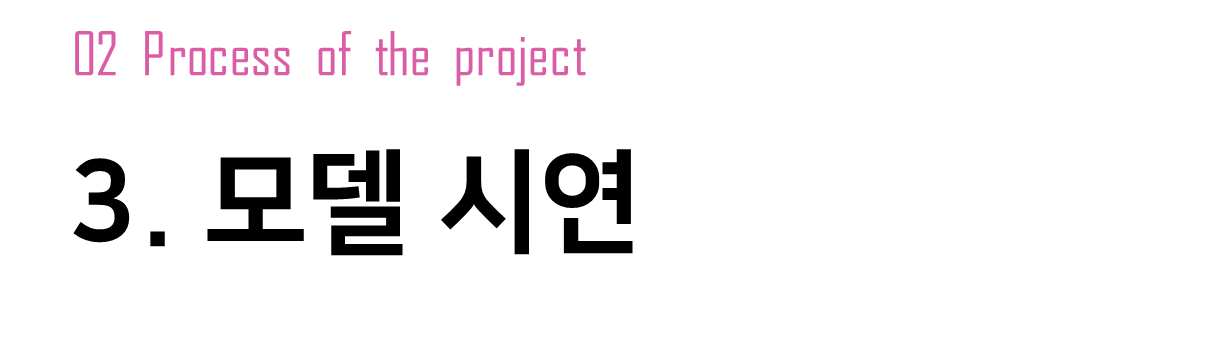 02 Process of the project
3. 모델 시연